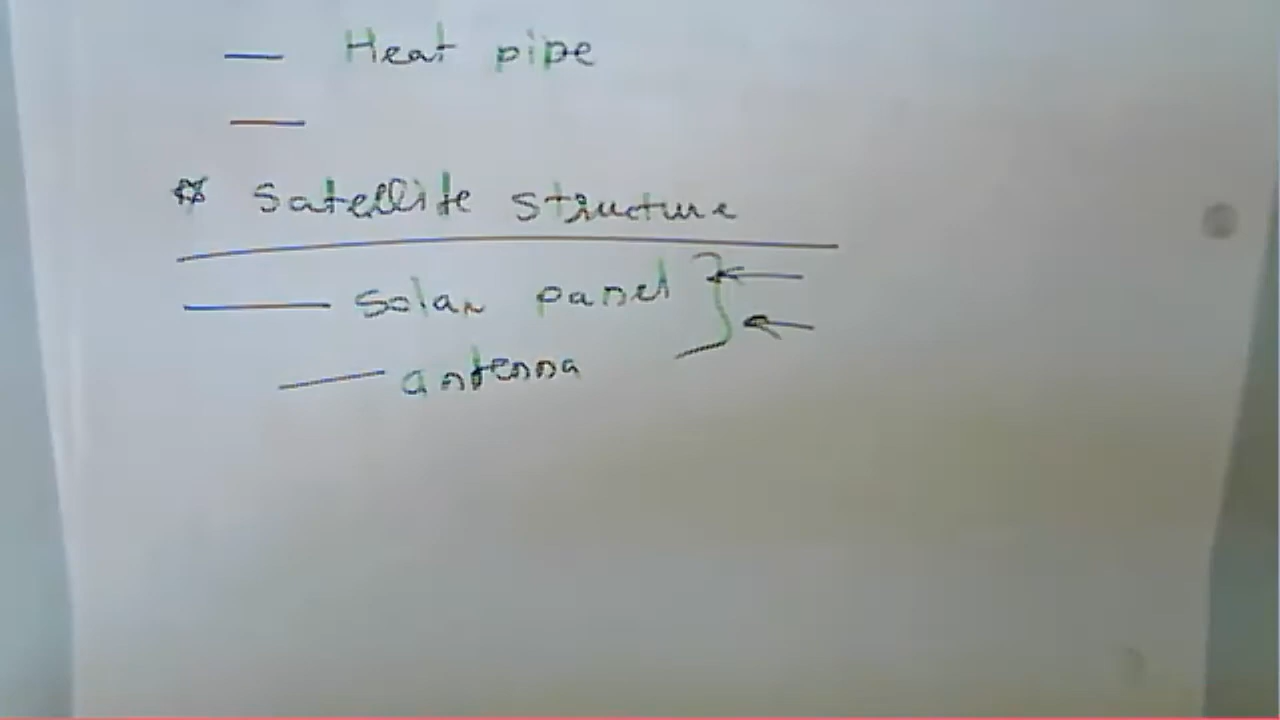 — Heat pipe
—
* Satellite structure
— Solar panel
— antenna